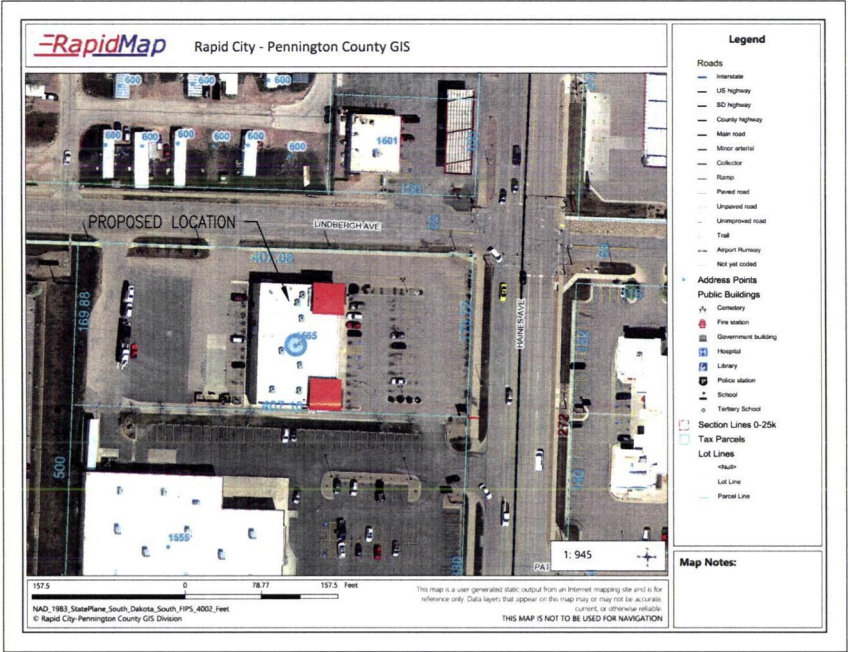 RapidMap
Rapid City - Pennington County GIS
600
600
600
600
600
600
600
600
1601
PROPOSED LOCATION
LINDBERGH AVE
407.08
169.88
HAINES AVE
272
500
1555
1: 945
157.5 0 78.77 157.5 Feet
NAD_1983_StatePlane_South_Dakota_South_FIPS_4002_Feet
© Rapid City-Pennington County GIS Division
This map is a user generated static output from an Internet mapping site and is for
reference only. Data layers that appear on this map may or may not be accurate,
current, or otherwise reliable.
THIS MAP IS NOT TO BE USED FOR NAVIGATION
Legend
Roads
Interstate
US highway
SD highway
County highway
Main road
Minor arterial
Collector
Ramp
Paved road
Unpaved road
Unimproved road
Trail
Airport Runway
Not yet coded
Address Points
Public Buildings
Cemetery
Fire station
Government building
Hospital
Library
Police station
School
Tertiary School
Section Lines 0-25k
Tax Parcels
Lot Lines
<Null>
Lot Line
Parcel Line
Map Notes: